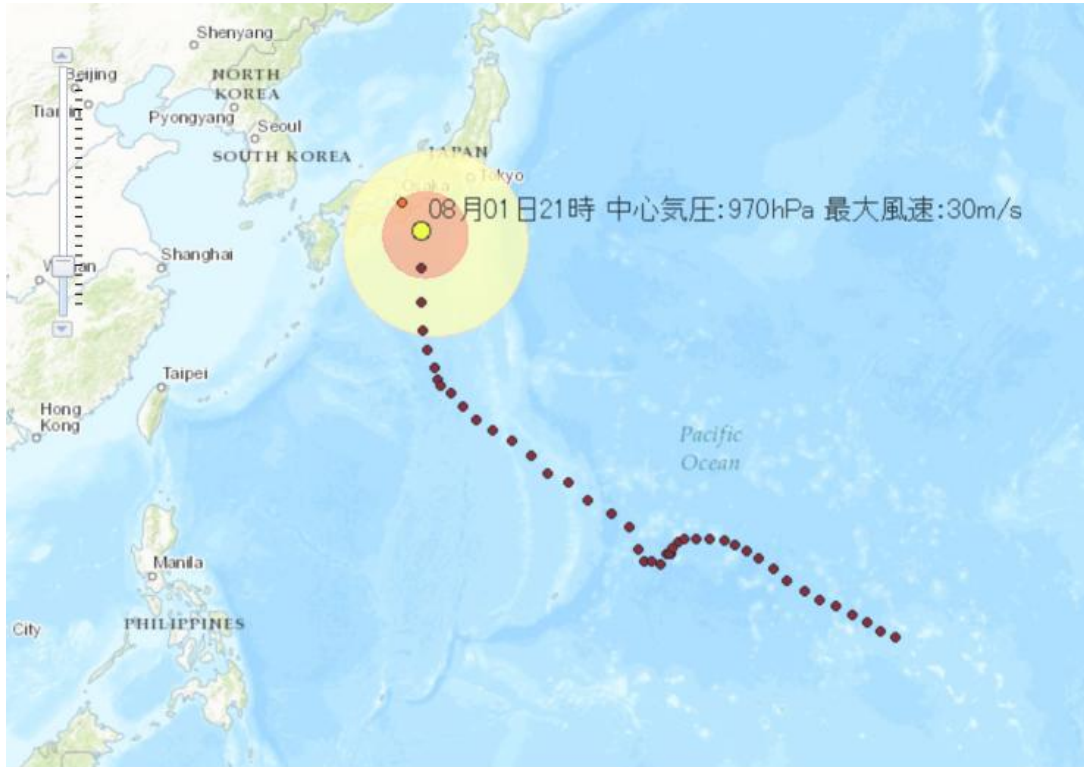 Shenyang
Beijing
NORTH
KOREA
Pyongyang
Seoul
SOUTH KOREA
JAPAN
Osaka
Tokyo
08月01日21時 中心気圧:970hPa 最大風速:30m/s
Shanghai
Taipei
Hong
Kong
Pacific
Ocean
Manila
PHILIPPINES
City